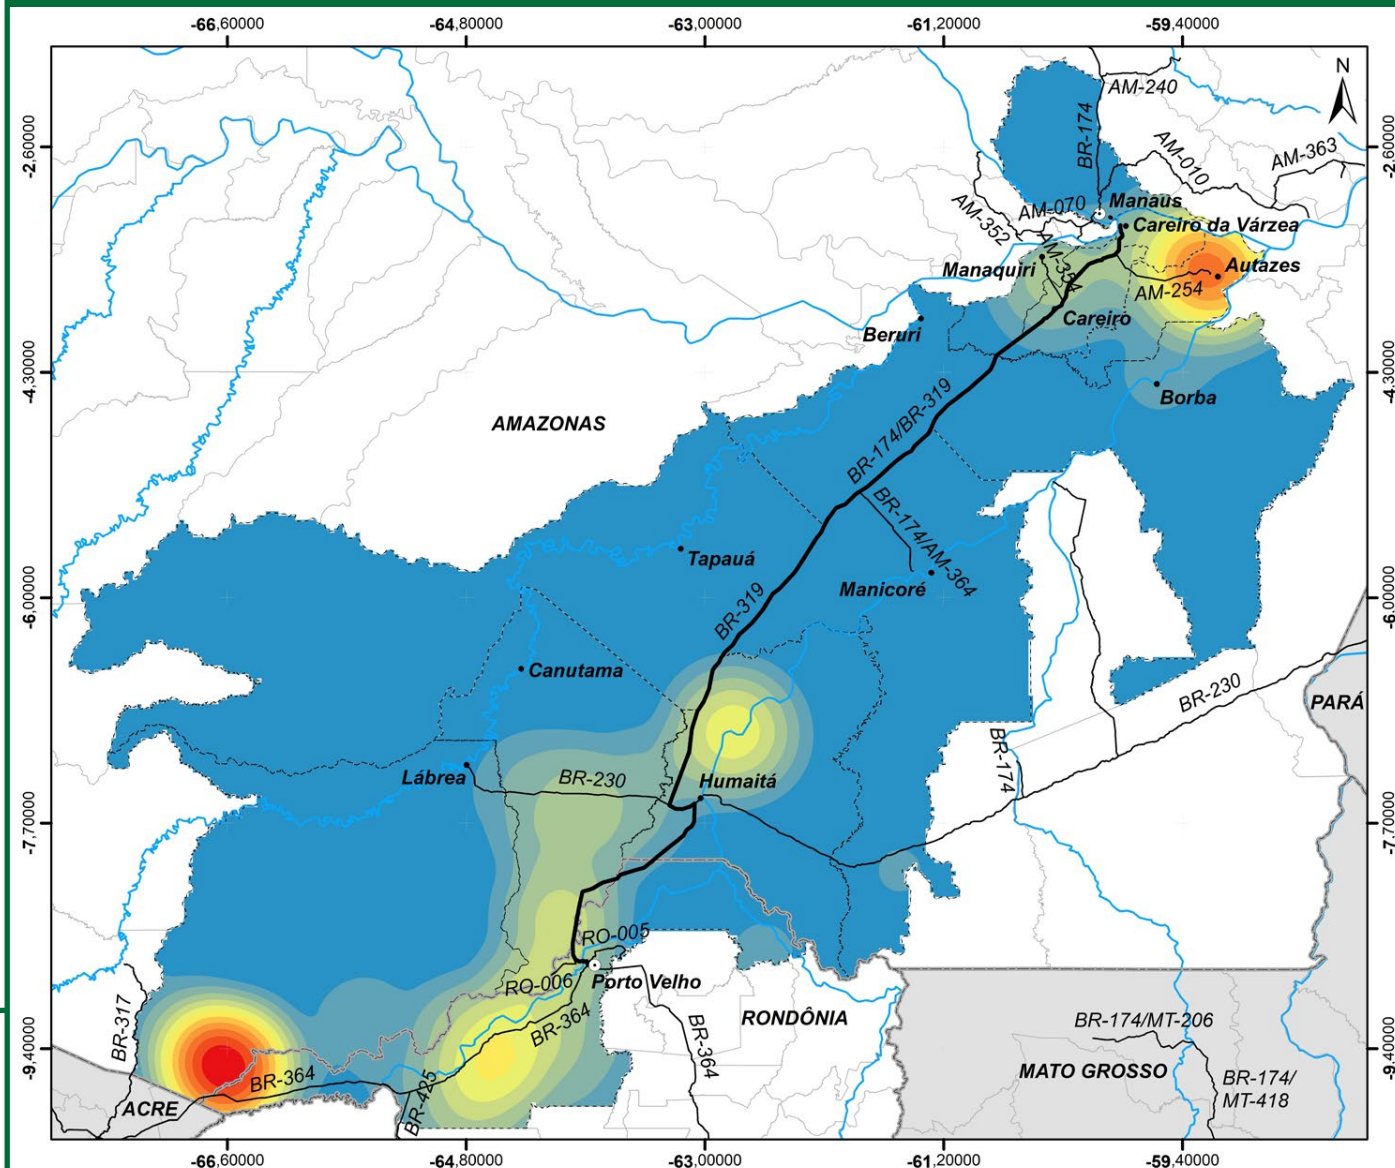 -66,60000
-64,80000
-63,00000
-61,20000
-59,40000
N
AM-240
BR-174
AM-010
AM-363
-2,60000
-2,60000
AM-352
AM-070
Manaus
Careiro da Várzea
AM-354
Manaquiri
Autazes
AM-254
Careiro
Beruri
-4,30000
-4,30000
Borba
AMAZONAS
BR-174/BR-319
BR-174/AM-364
Tapauá
Manicoré
-6,00000
-6,00000
BR-319
Canutama
BR-230
PARÁ
BR-174
Lábrea
BR-230
Humaitá
-7,70000
-7,70000
RO-005
RO-006
Porto Velho
BR-317
BR-364
BR-364
RONDÔNIA
BR-174/MT-206
-9,40000
-9,40000
BR-364
BR-425
MATO GROSSO
BR-174/
MT-418
ACRE
-66,60000
-64,80000
-63,00000
-61,20000
-59,40000